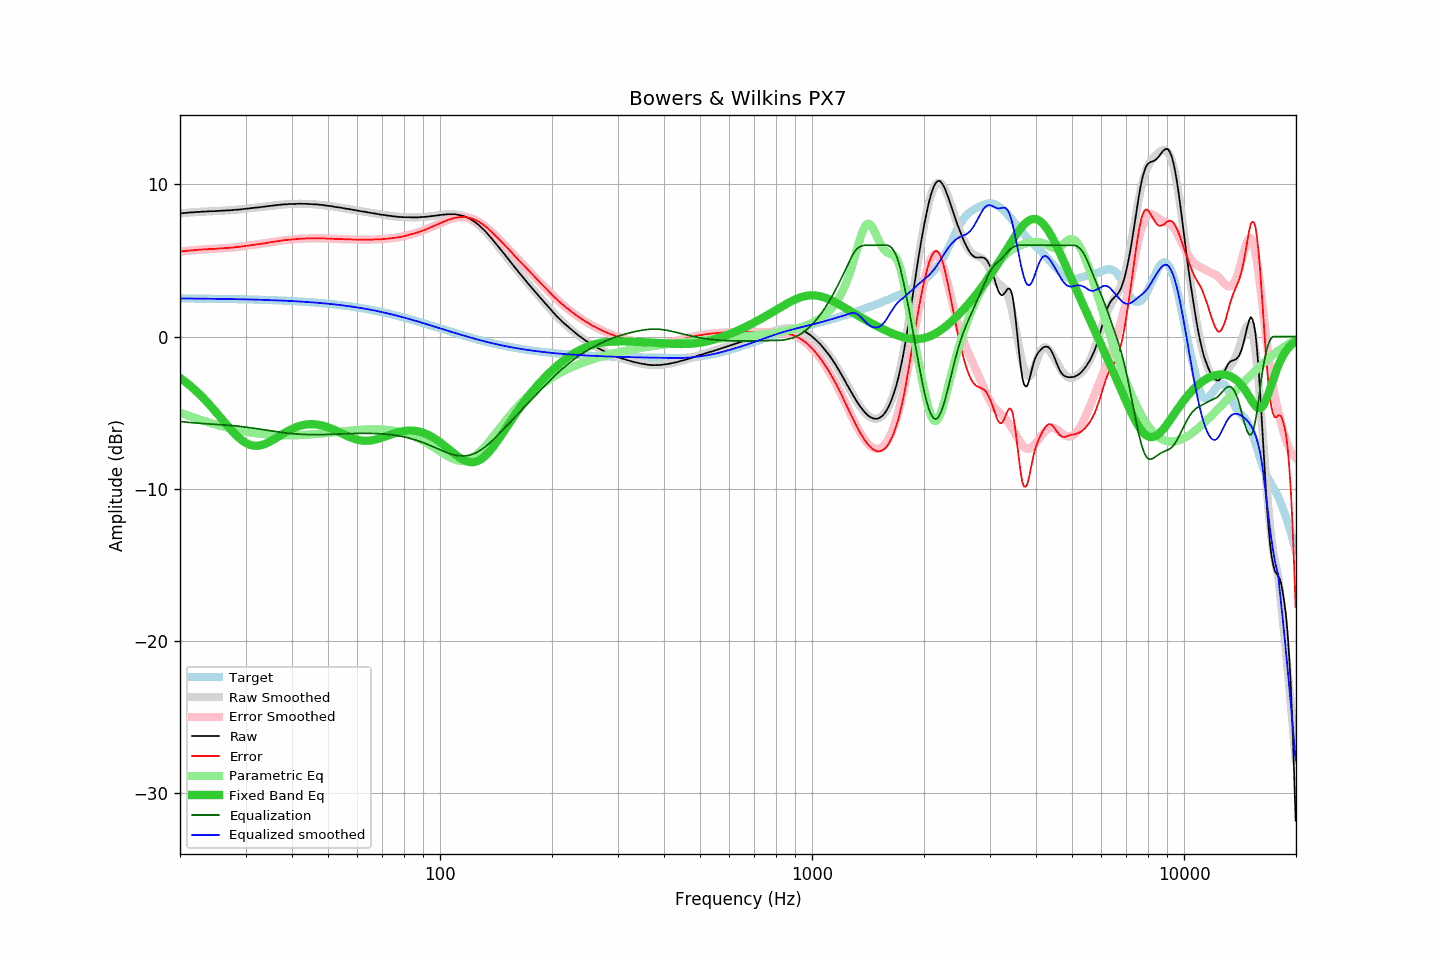 Bowers & Wilkins PX7
Amplitude (dBr)
10
0
−10
−20
−30
Target
Raw Smoothed
Error Smoothed
Raw
Error
Parametric Eq
Fixed Band Eq
Equalization
Equalized smoothed
100 1000 10000
Frequency (Hz)